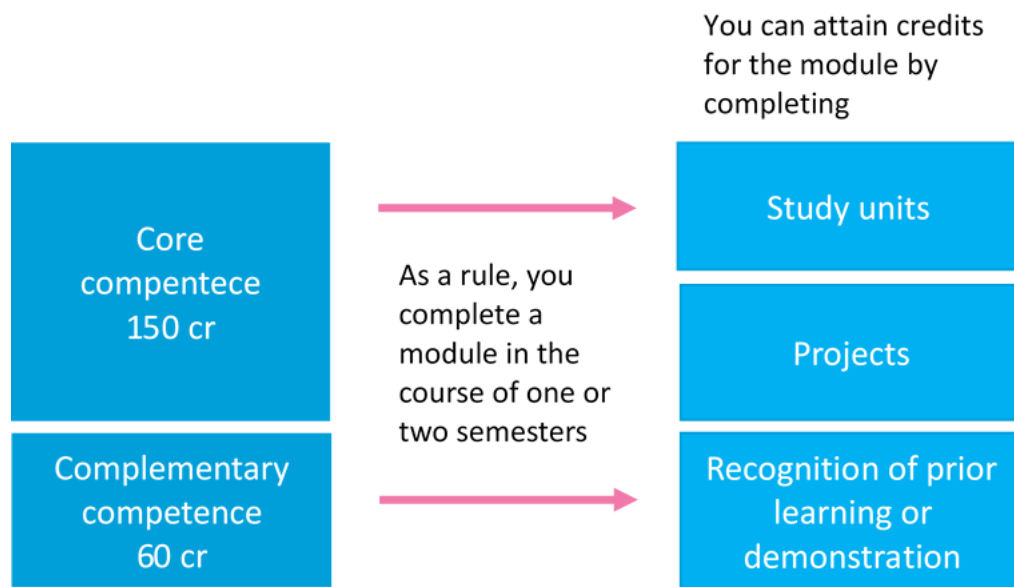 You can attain credits
for the module by
completing
Core
compentece
150 cr
Complementary
competence
60 cr
As a rule, you
complete a
module in the
course of one or
two semesters
Study units
Projects
Recognition of prior
learning or
demonstration